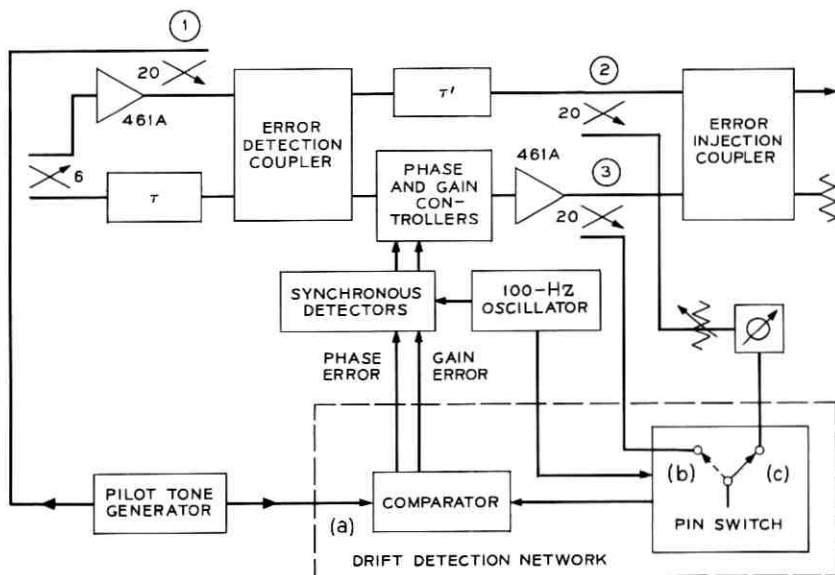 1
20
461A
6
τ
ERROR
DETECTION
COUPLER
τ'
2
20
461A
3
20
PHASE
AND GAIN
CON-
TROLLERS
ERROR
INJECTION
COUPLER
SYNCHRONOUS
DETECTORS
100-HZ
OSCILLATOR
PHASE
ERROR
GAIN
ERROR
PILOT TONE
GENERATOR
(a)
COMPARATOR
(b)
(c)
PIN SWITCH
DRIFT DETECTION NETWORK